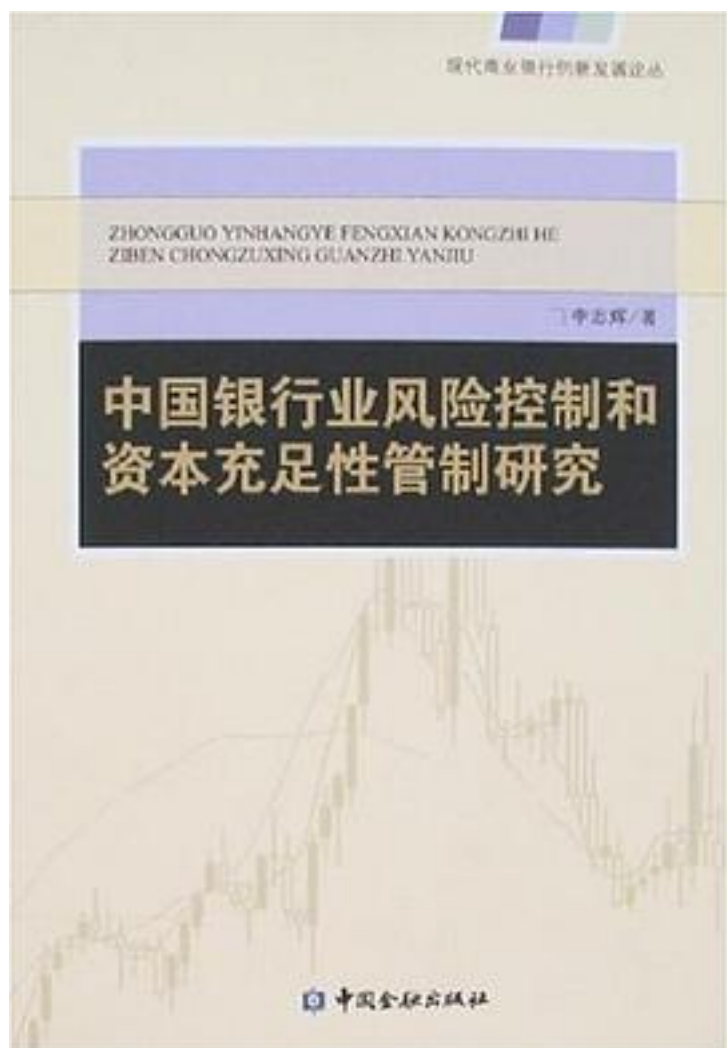 现代商业银行创新发展论丛
ZHONGGUO YINHANGYE FENGXIAN KONGZHI HE
ZIBEN CHONGZUXING GUANZHI YANJIU
李志辉/著
中国银行业风险控制和
资本充足性管制研究
中国金融出版社